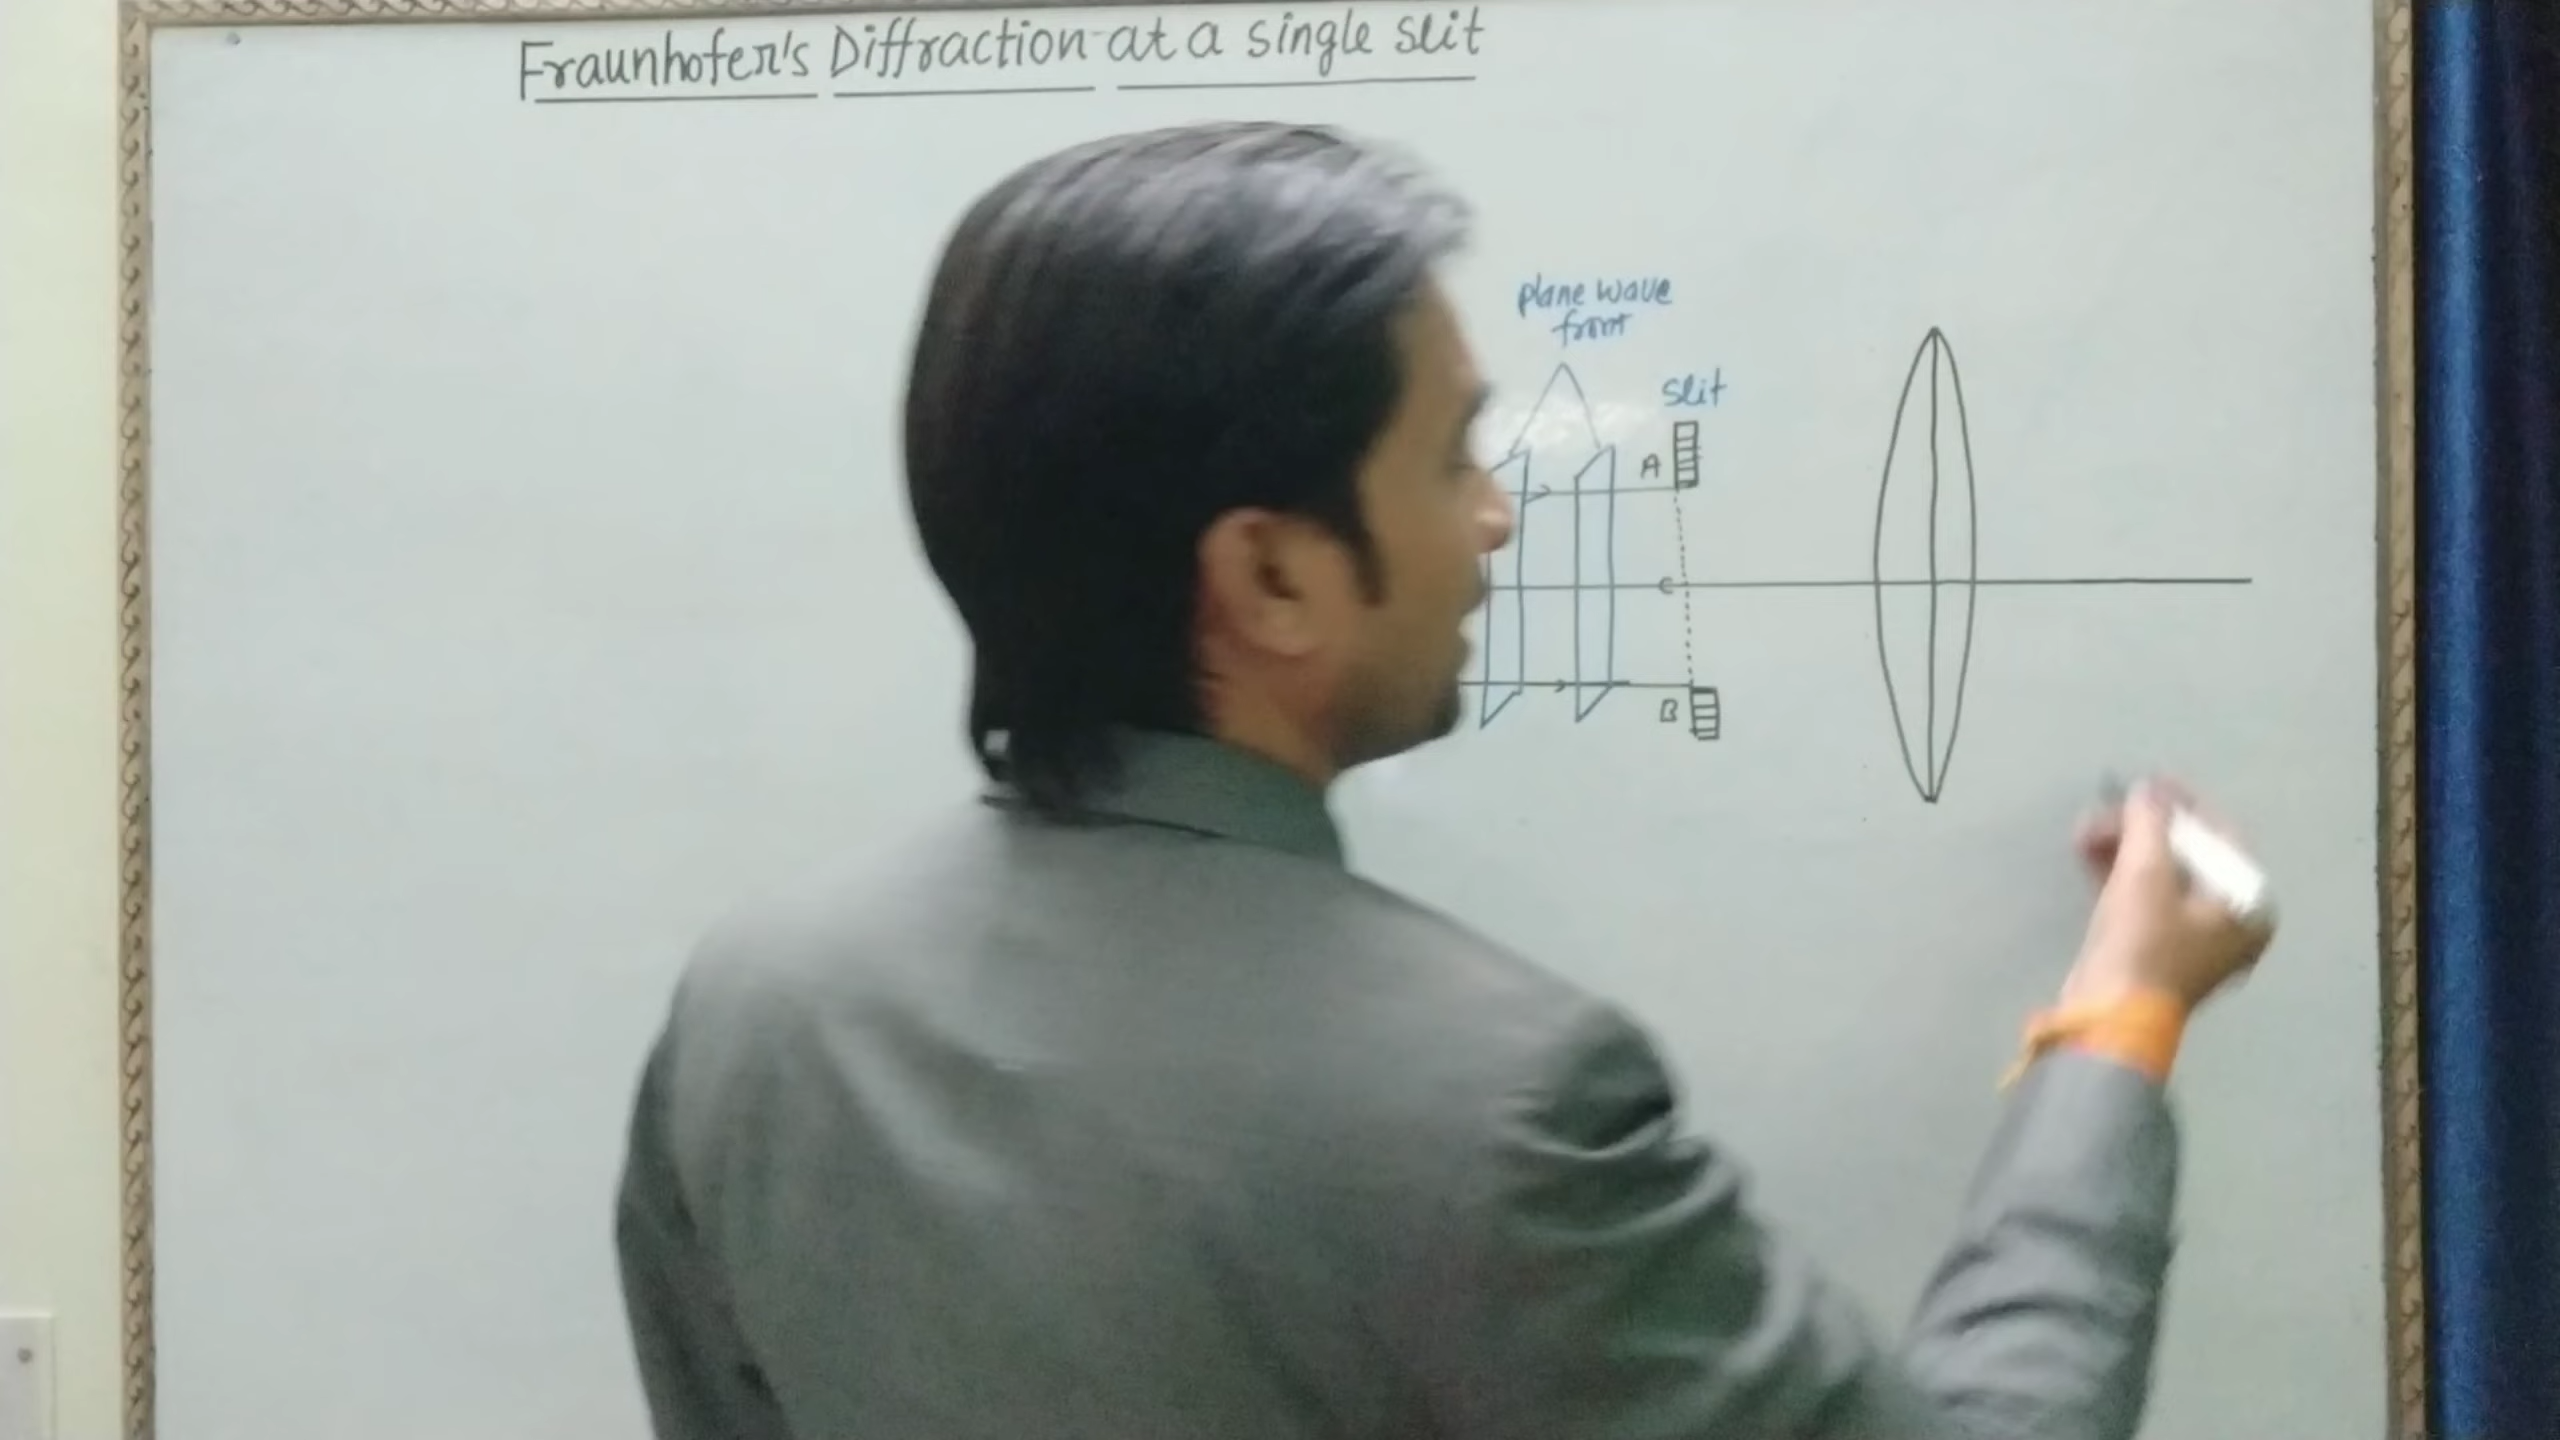 Fraunhofer's Diffraction at a single slit
plane wave
front
slit
A
C
B